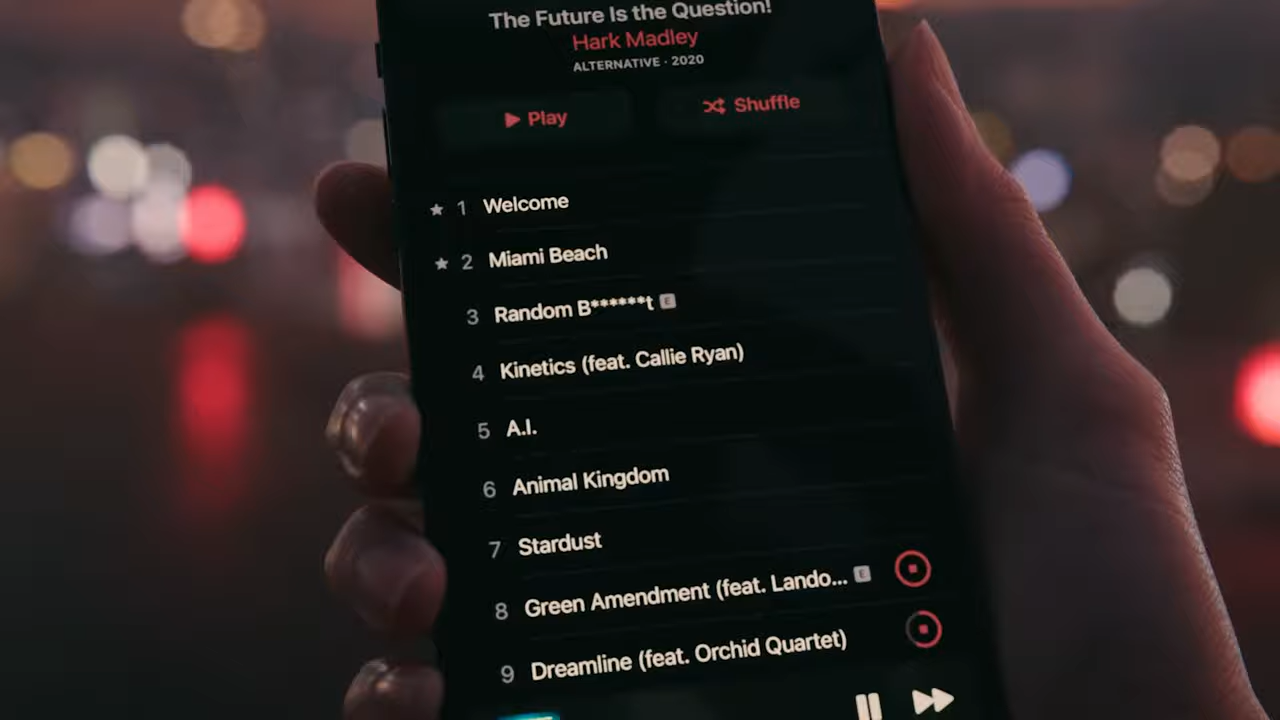 The Future Is the Question!
Hark Madley
ALTERNATIVE · 2020
Play
Shuffle
★ 1 Welcome
★ 2 Miami Beach
3 Random B******t E
4 Kinetics (feat. Callie Ryan)
5 A.I.
6 Animal Kingdom
7 Stardust
8 Green Amendment (feat. Lando... E
9 Dreamline (feat. Orchid Quartet)